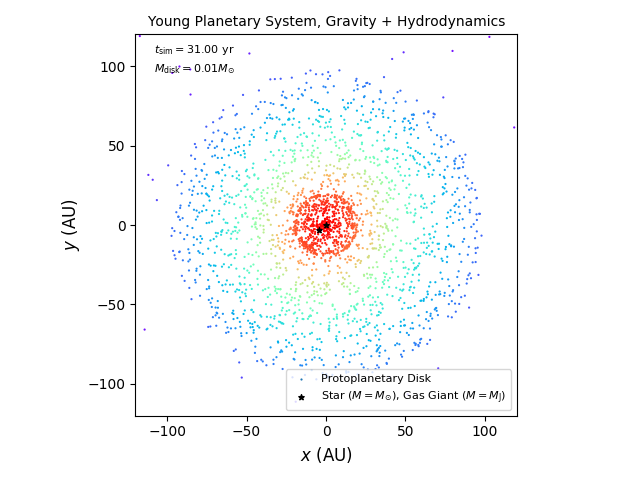 Young Planetary System, Gravity + Hydrodynamics
t_sim = 31.00 yr
M_disk = 0.01M_⊙
100
50
0
−50
−100
y (AU)
−100 −50 0 50 100
x (AU)
Protoplanetary Disk
Star (M = M_⊙), Gas Giant (M = M_J)